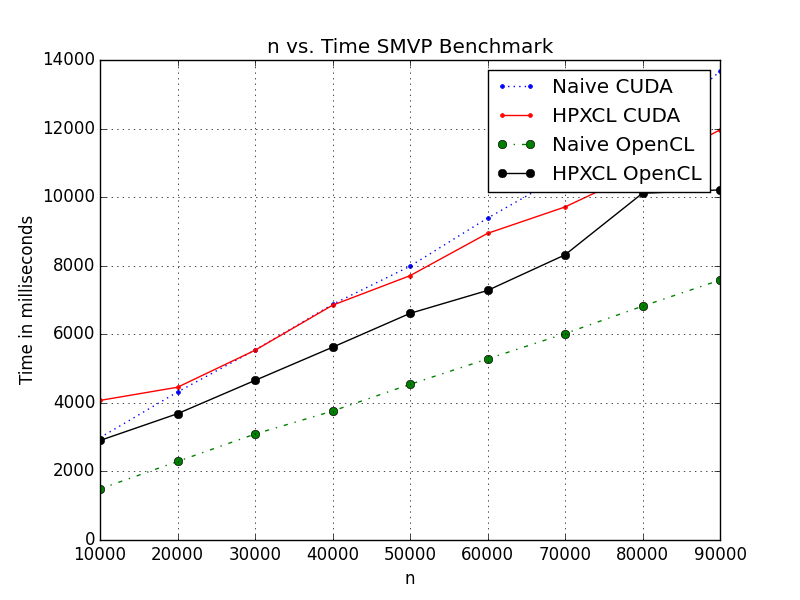 n vs. Time SMVP Benchmark
14000
12000
10000
8000
6000
4000
2000
0
Time in milliseconds
Naive CUDA
HPXCL CUDA
Naive OpenCL
HPXCL OpenCL
10000 20000 30000 40000 50000 60000 70000 80000 90000
n